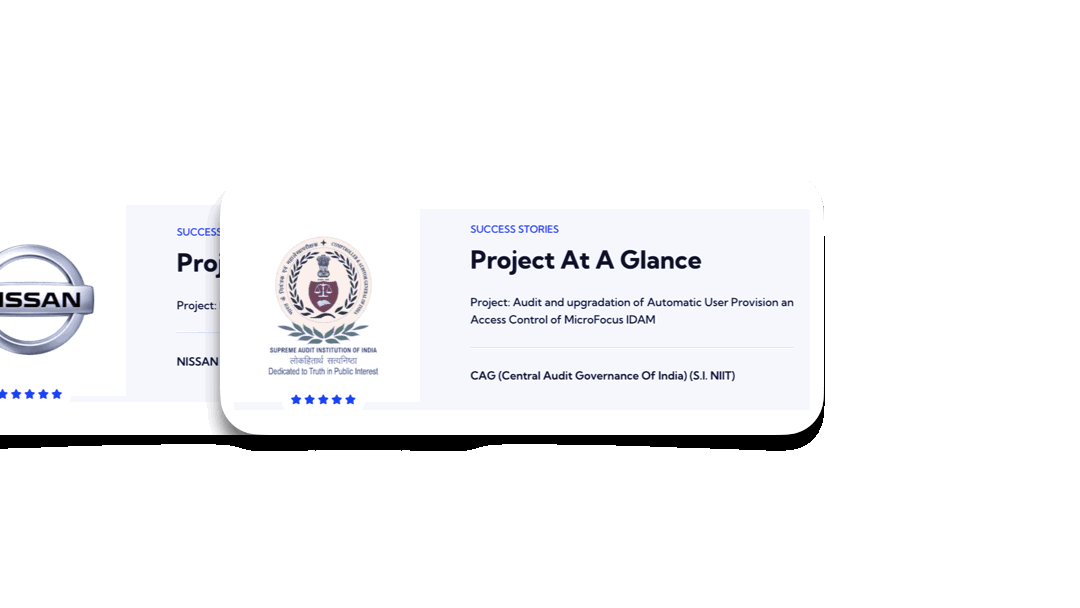 NISSAN
SUCCESS
Proj
Project:
NISSAN
SUPREME AUDIT INSTITUTION OF INDIA
लोकहितार्थ सत्यनिष्ठा
Dedicated to Truth in Public Interest
SUCCESS STORIES
Project At A Glance
Project: Audit and upgradation of Automatic User Provision an
Access Control of MicroFocus IDAM
CAG (Central Audit Governance Of India) (S.I. NIIT)